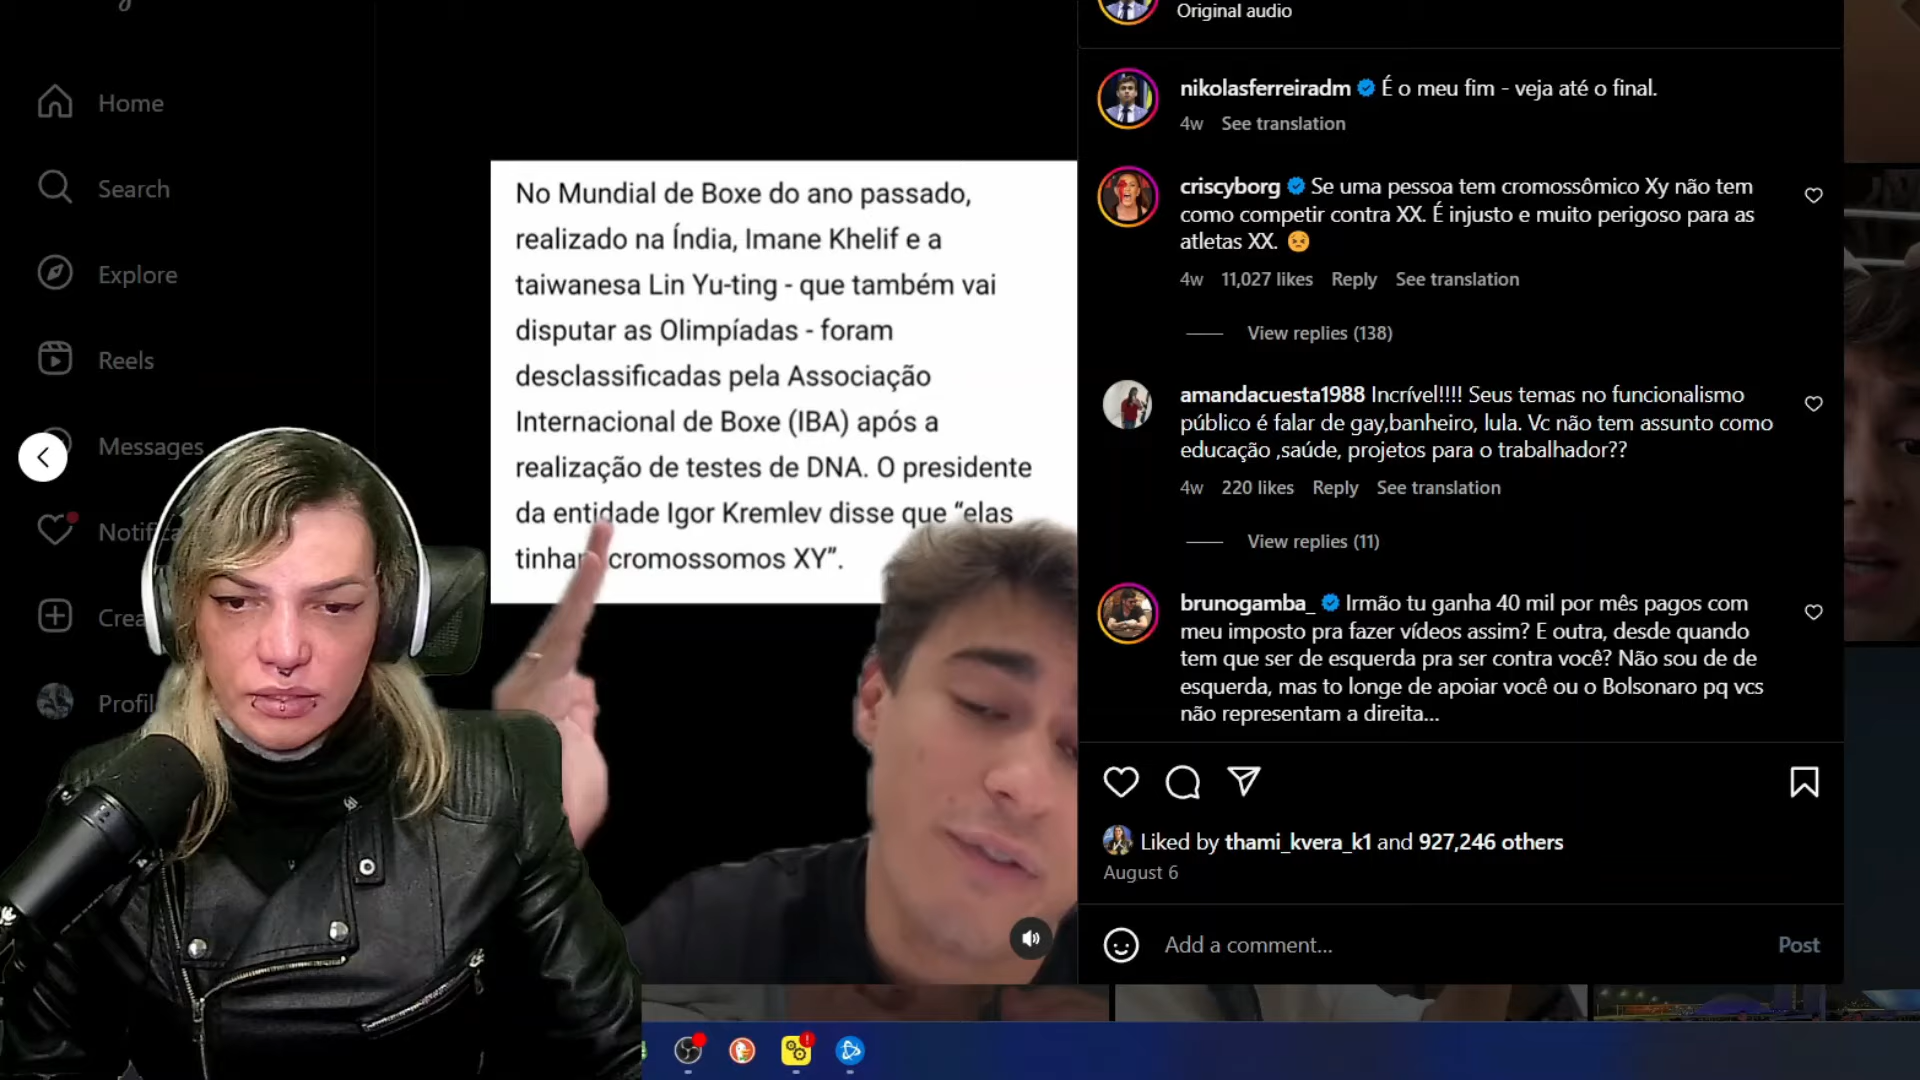 Home
Search
Explore
Reels
Messages
Notifica
Crea
Profil
No Mundial de Boxe do ano passado,
realizado na Índia, Imane Khelif e a
taiwanesa Lin Yu-ting - que também vai
disputar as Olimpíadas - foram
desclassificadas pela Associação
Internacional de Boxe (IBA) após a
realização de testes de DNA. O presidente
da entidade Igor Kremlev disse que “elas
tinham cromossomos XY”.
Original audio
nikolasferreiradm É o meu fim - veja até o final.
4w See translation
criscyborg Se uma pessoa tem cromossômico Xy não tem
como competir contra XX. É injusto e muito perigoso para as
atletas XX. 😣
4w 11,027 likes Reply See translation
View replies (138)
amandacuesta1988 Incrível!!!! Seus temas no funcionalismo
público é falar de gay,banheiro, lula. Vc não tem assunto como
educação ,saúde, projetos para o trabalhador??
4w 220 likes Reply See translation
View replies (11)
brunogamba_ Irmão tu ganha 40 mil por mês pagos com
meu imposto pra fazer vídeos assim? E outra, desde quando
tem que ser de esquerda pra ser contra você? Não sou de de
esquerda, mas to longe de apoiar você ou o Bolsonaro pq vcs
não representam a direita...
Liked by thami_kvera_k1 and 927,246 others
August 6
Add a comment...
Post